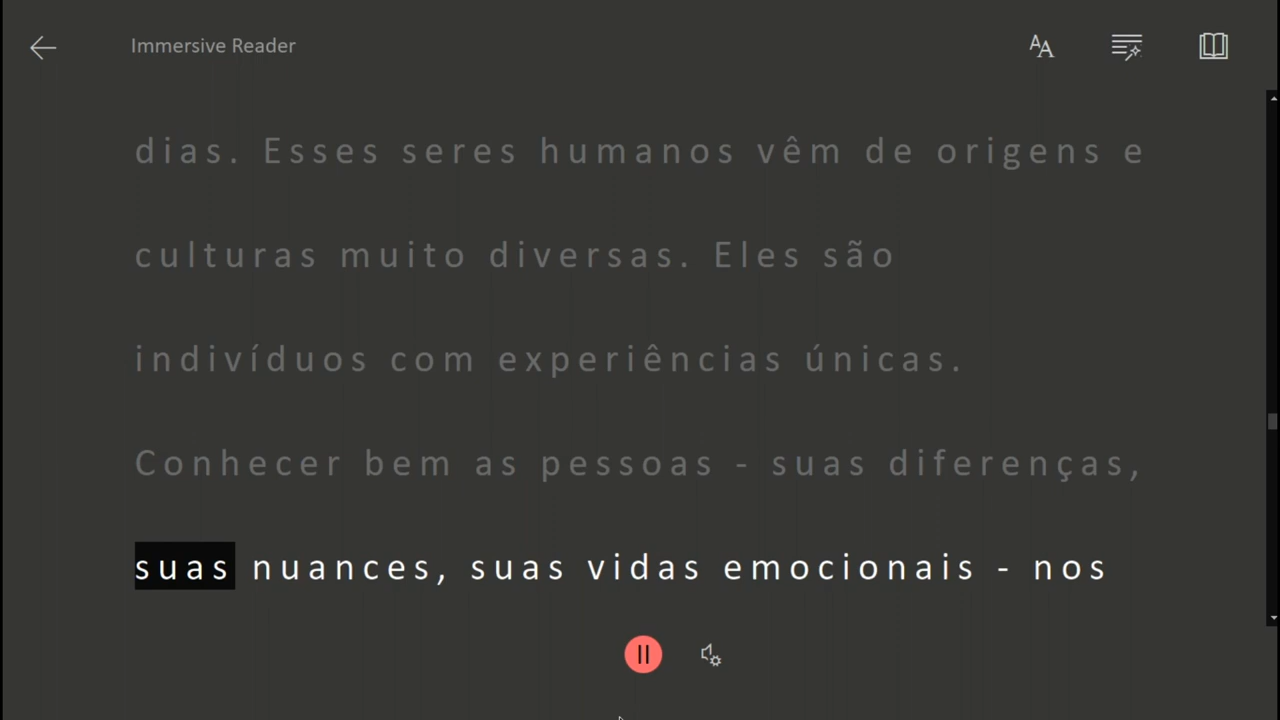 Immersive Reader
dias. Esses seres humanos vêm de origens e
culturas muito diversas. Eles são
indivíduos com experiências únicas.
Conhecer bem as pessoas - suas diferenças,
suas nuances, suas vidas emocionais - nos